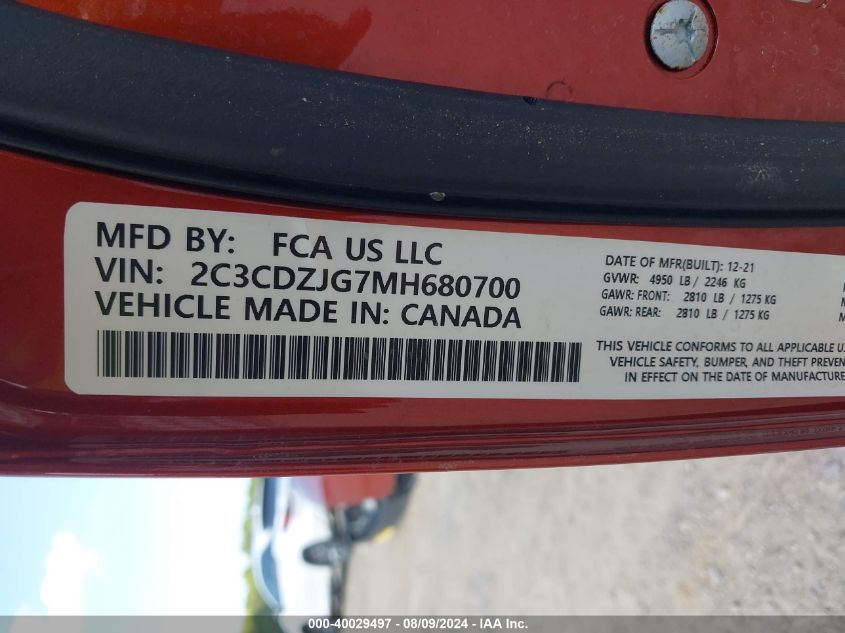 MFD BY: FCA US LLC
VIN: 2C3CDZJG7MH680700
VEHICLE MADE IN: CANADA
DATE OF MFR(BUILT): 12-21
GVWR: 4950 LB / 2246 KG
GAWR: FRONT: 2810 LB / 1275 KG
GAWR: REAR: 2810 LB / 1275 KG
THIS VEHICLE CONFORMS TO ALL APPLICABLE U.
VEHICLE SAFETY, BUMPER, AND THEFT PREVEN
IN EFFECT ON THE DATE OF MANUFACTURE
000-40029497 - 08/09/2024 - IAA Inc.